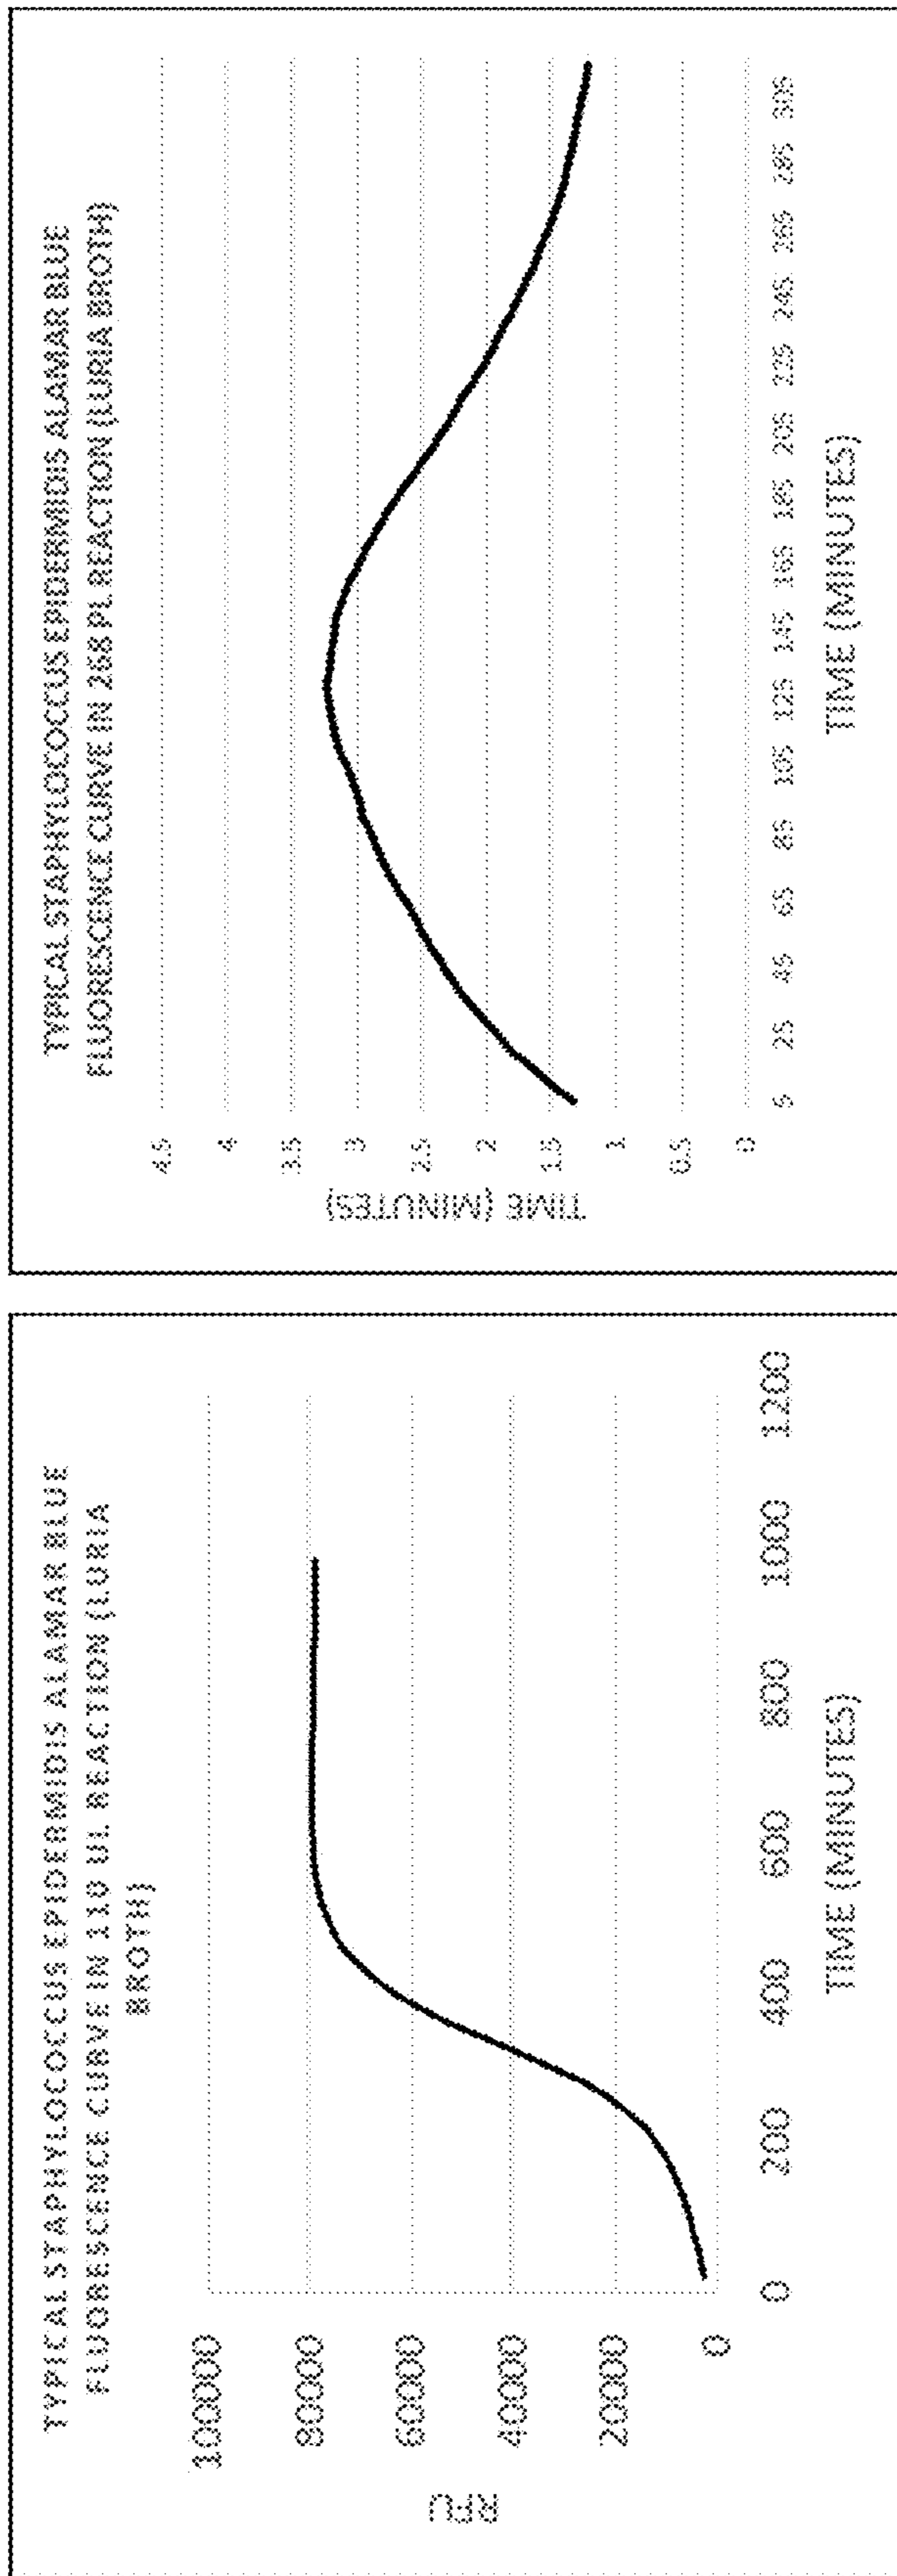 TYPICAL STAPHYLOCOCCUS EPIDERMIDIS ALAMAR BLUE
FLUORESCENCE CURVE IN 110 UL REACTION (LURIA
BROTH)
100000
80000
60000
40000
20000
0
RFU
0 200 400 600 800 1000 1200
TIME (MINUTES)
TYPICAL STAPHYLOCOCCUS EPIDERMIDIS ALAMAR BLUE
FLUORESCENCE CURVE IN 268 PL REACTION (LURIA BROTH)
4.5
4
3.5
3
2.5
2
1.5
1
0.5
0
TIME (MINUTES)
5 25 45 65 85 105 125 145 165 185 205 225 245 265 285 305
TIME (MINUTES)